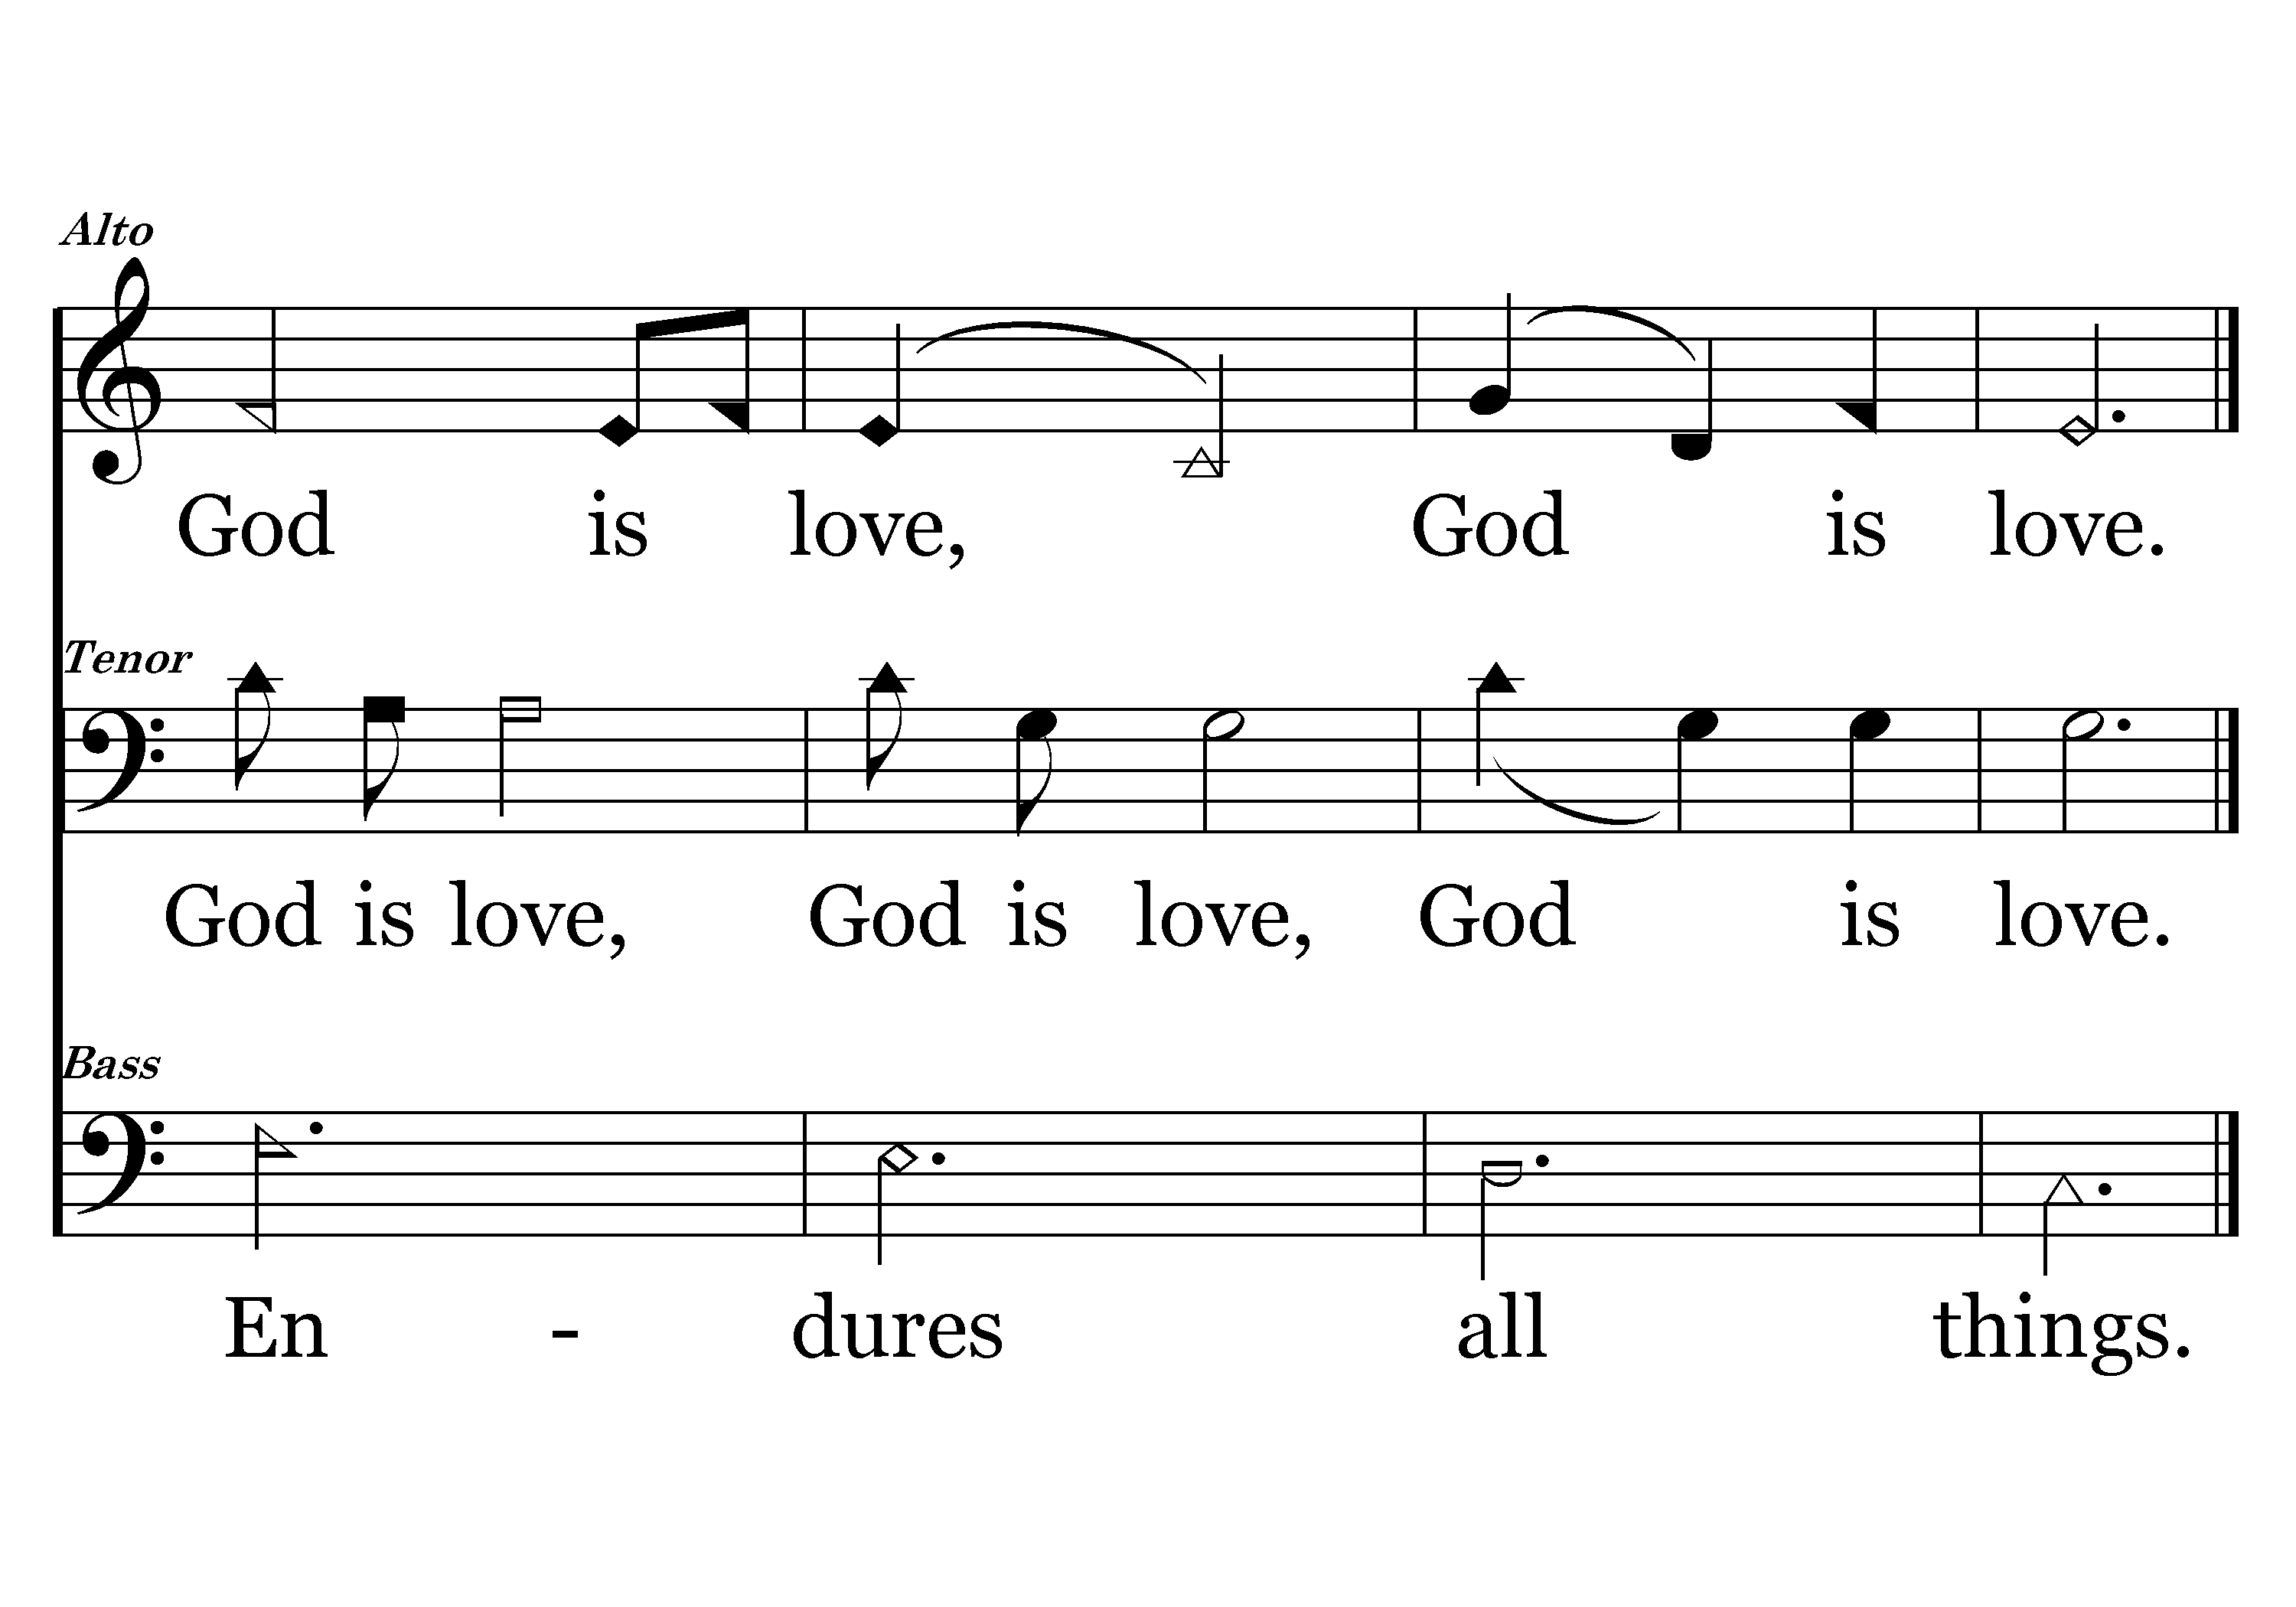 Alto
God is love, God is love.
Tenor
God is love, God is love, God is love.
Bass
En - dures all things.